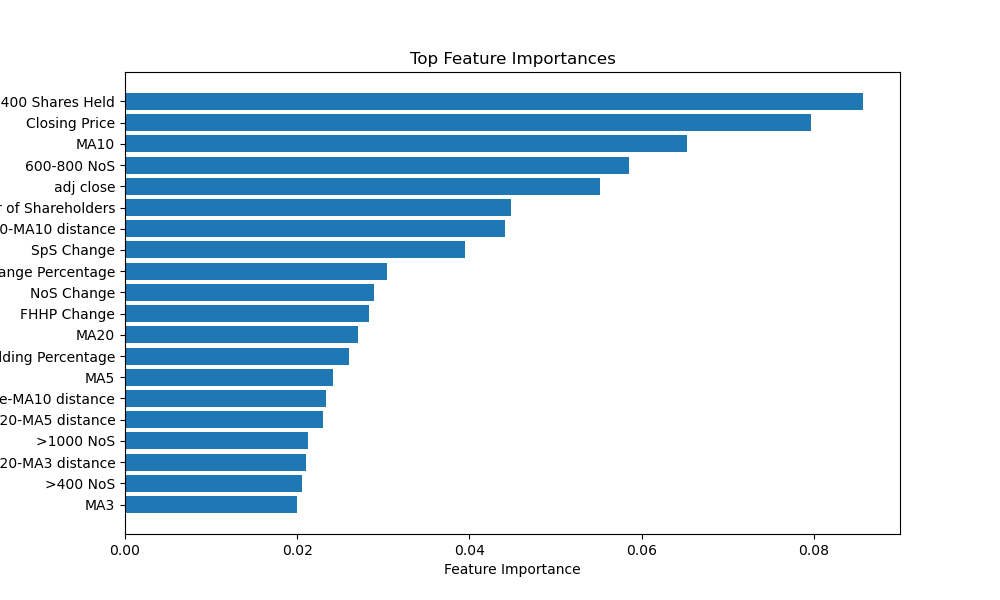 Top Feature Importances
400 Shares Held
Closing Price
MA10
600-800 NoS
adj close
r of Shareholders
0-MA10 distance
SpS Change
ange Percentage
NoS Change
FHHP Change
MA20
lding Percentage
MA5
e-MA10 distance
20-MA5 distance
>1000 NoS
20-MA3 distance
>400 NoS
MA3
0.00 0.02 0.04 0.06 0.08
Feature Importance